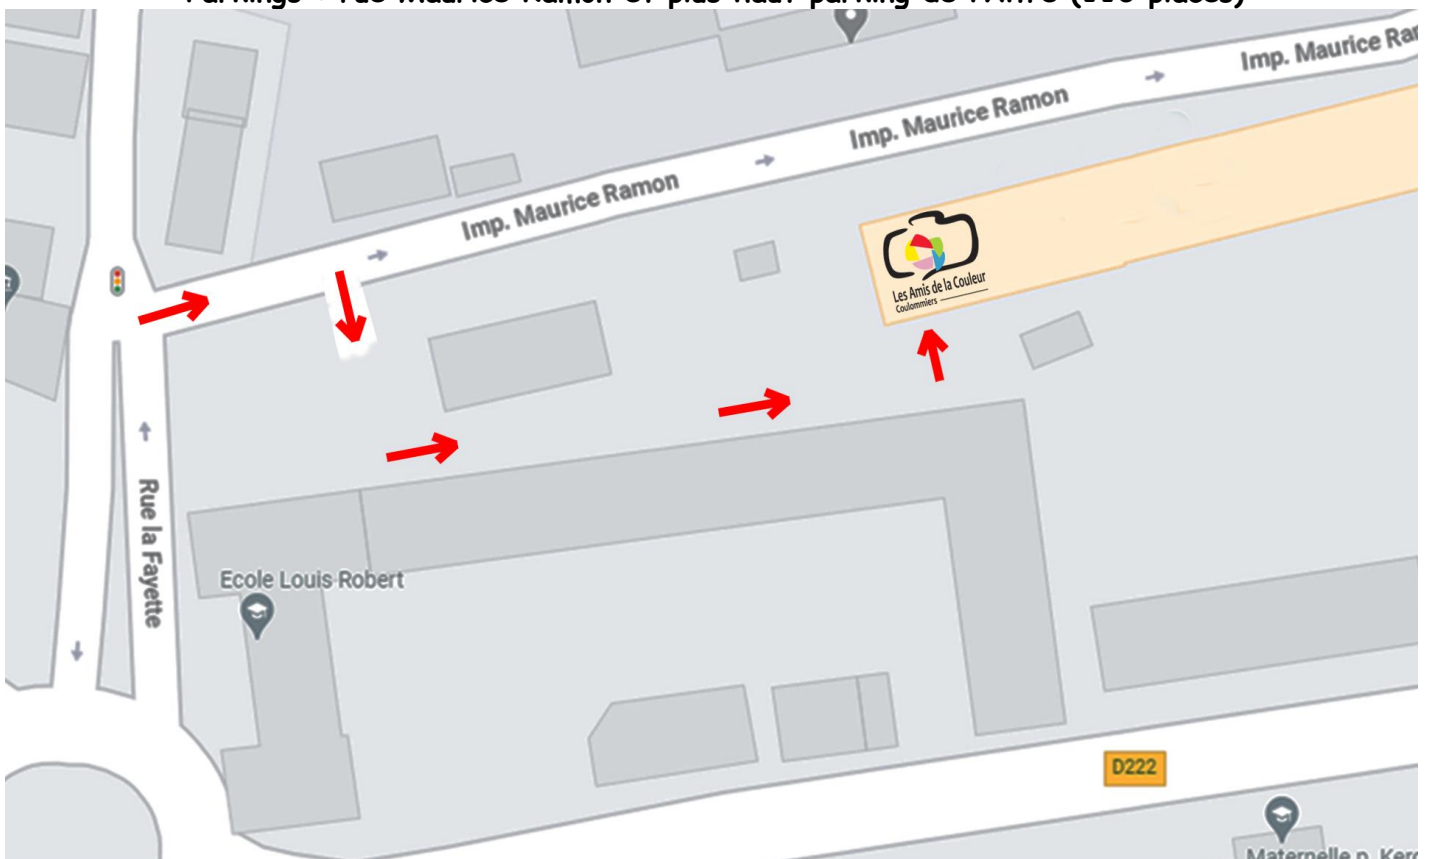 Imp. Maurice
Imp. Maurice Ramon
Imp. Maurice Ramon
Les Amis de la Couleur
Coulommiers
Rue la Fayette
Ecole Louis Robert
D222
Maternelle p.